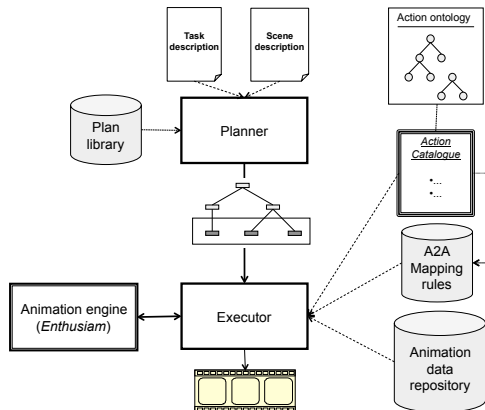 Task
description
Scene
description
Action ontology
Plan
library
Planner
Action
Catalogue
•...
•...
A2A
Mapping
rules
Animation engine
(Enthusiam)
Executor
Animation
data
repository